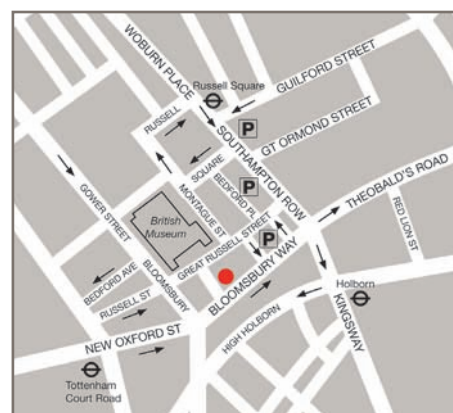 WOBURN PLACE
Russell Square
GUILFORD STREET
RUSSELL
P
SOUTHAMPTON ROW
GT ORMOND STREET
SQUARE
P
BEDFORD PL
THEOBALD'S ROAD
MONTAGUE ST
GOWER STREET
British
Museum
P
RED LION ST
GREAT RUSSELL STREET
BEDFORD AVE
BLOOMSBURY
BLOOMSBURY WAY
RUSSELL ST
Holborn
NEW OXFORD ST
HIGH HOLBORN
KINGSWAY
Tottenham
Court Road